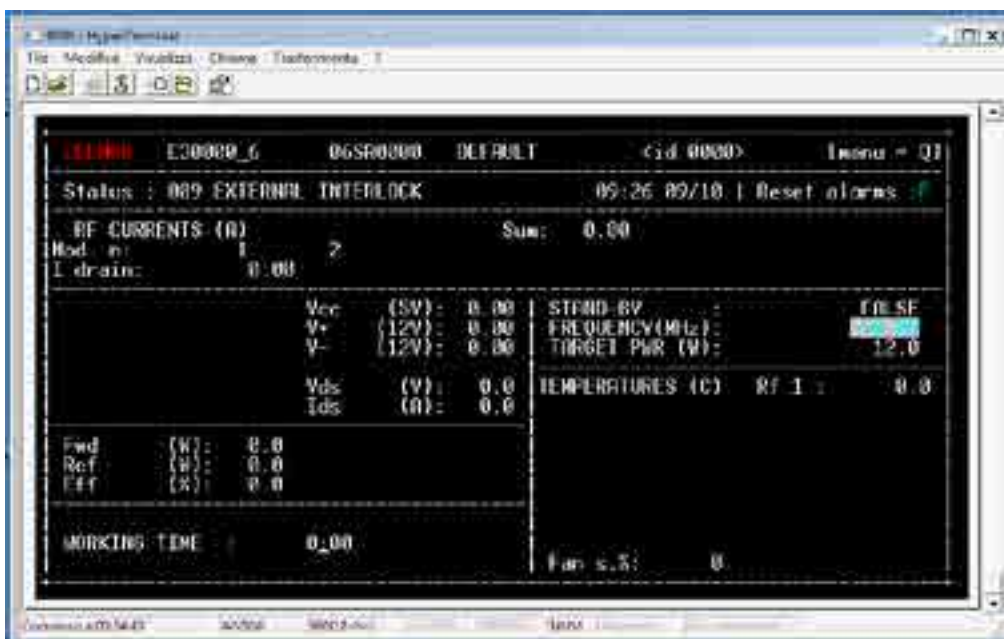 HyperTerminal
File Modifica Visualizza Chiama Trasferimento ?
E30000_6 06SR0000 DEFAULT <id 0000> [menu = Q]
Status : 009 EXTERNAL INTERLOCK 09:26 09/10 | Reset alarms :F
RF CURRENTS (A) Sum: 0.00
Mod. n: 1 2
I drain: 0.00
Vcc (5V): 0.00
V+ (12V): 0.00
V- (12V): 0.00
Vds (V): 0.0
Ids (A): 0.0
STAND-BY : FALSE
FREQUENCY(MHz):
TARGET PWR (W): 12.0
TEMPERATURES (C) Rf 1 : 0.0
Fwd (W): 0.0
Ref (W): 0.0
Eff (%): 0.0
WORKING TIME : 0.00
Fan s.%: 0